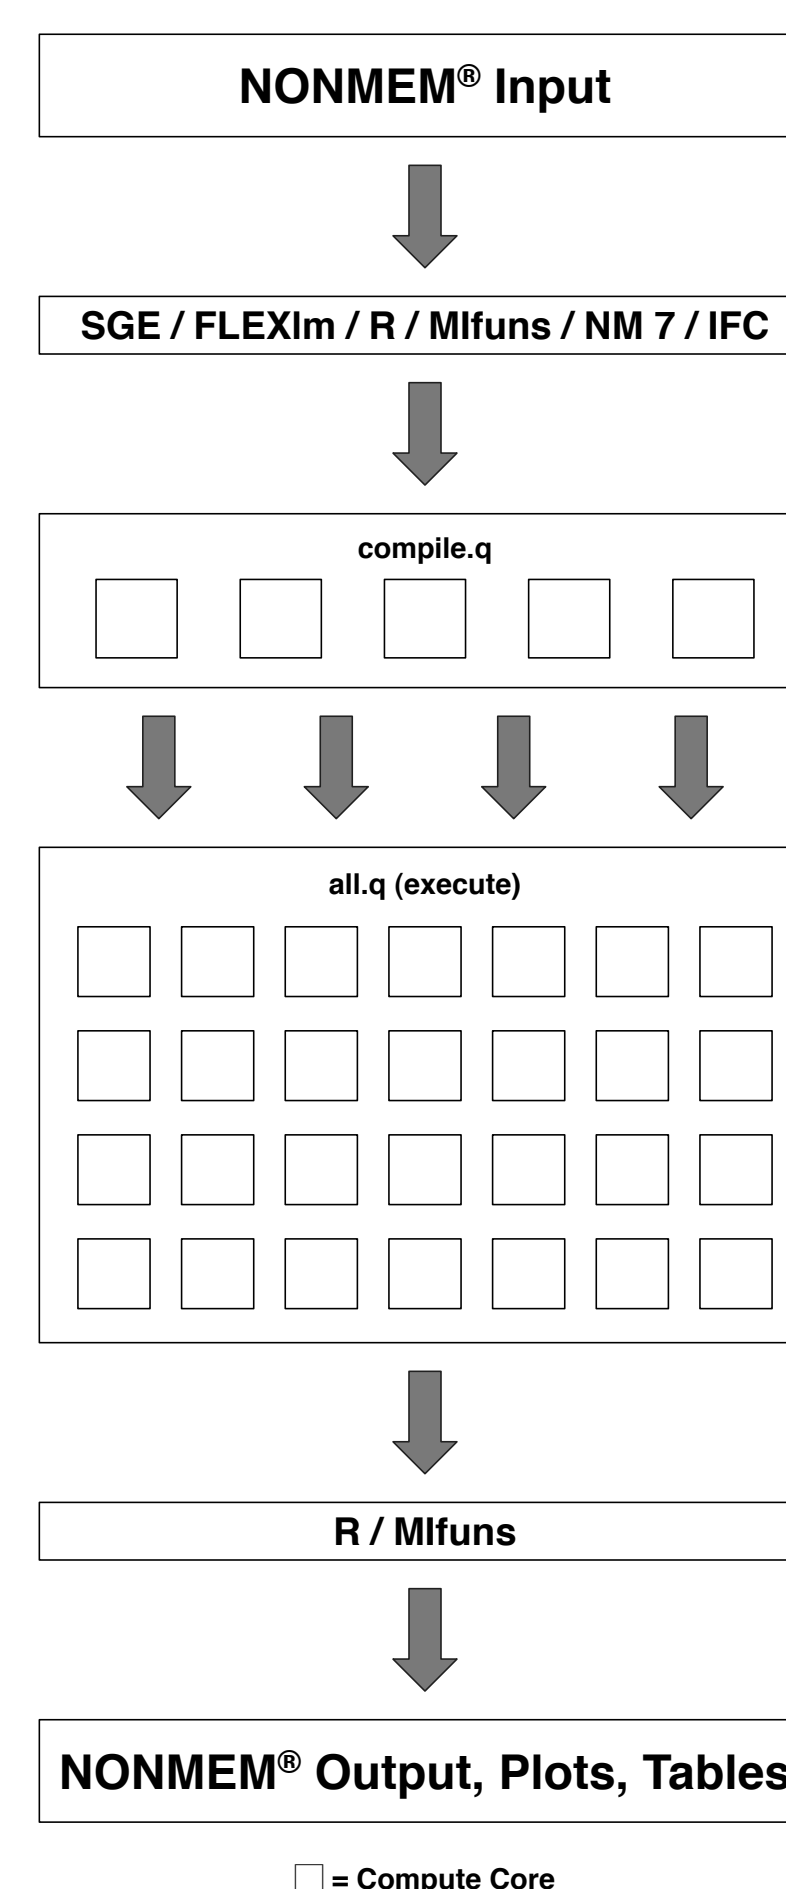 NONMEM® Input
SGE / FLEXlm / R / MIfuns / NM 7 / IFC
compile.q
all.q (execute)
R / MIfuns
NONMEM® Output, Plots, Tables
= Compute Core